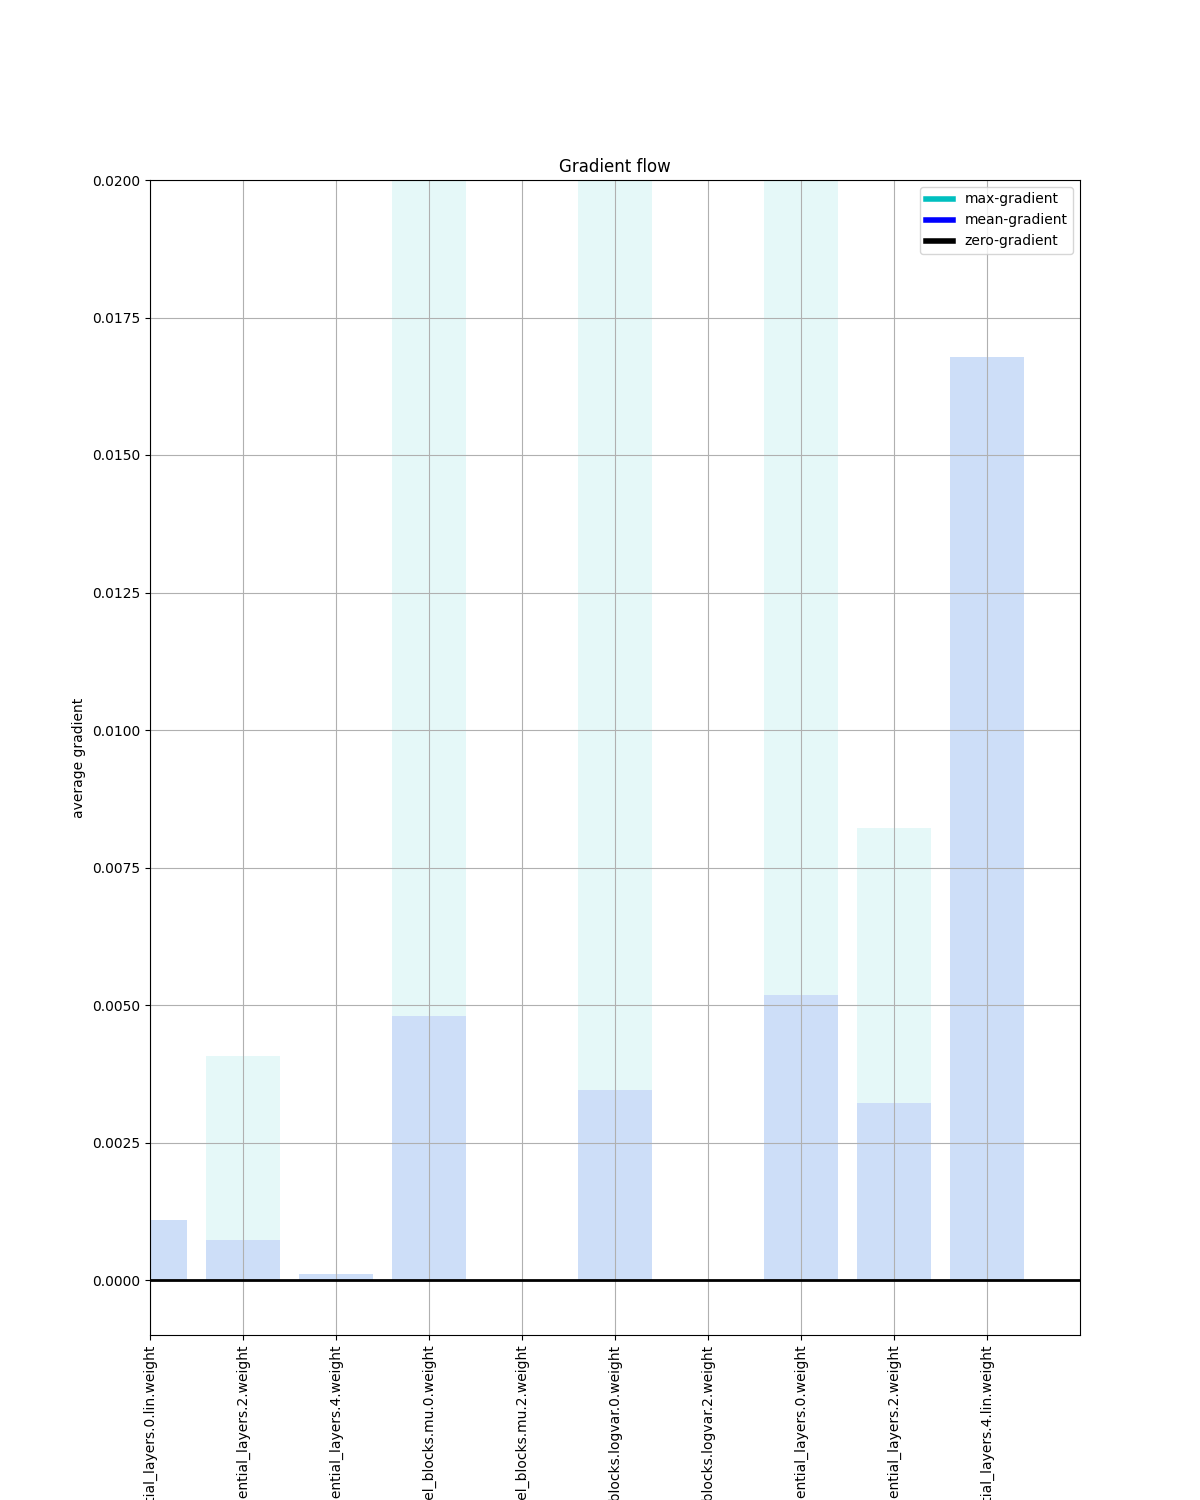 Gradient flow
max-gradient
mean-gradient
zero-gradient
0.0200
0.0175
0.0150
0.0125
0.0100
0.0075
0.0050
0.0025
0.0000
average gradient
tial_layers.0.lin.weight
ential_layers.2.weight
ential_layers.4.weight
el_blocks.mu.0.weight
el_blocks.mu.2.weight
blocks.logvar.0.weight
blocks.logvar.2.weight
ential_layers.0.weight
ential_layers.2.weight
tial_layers.4.lin.weight